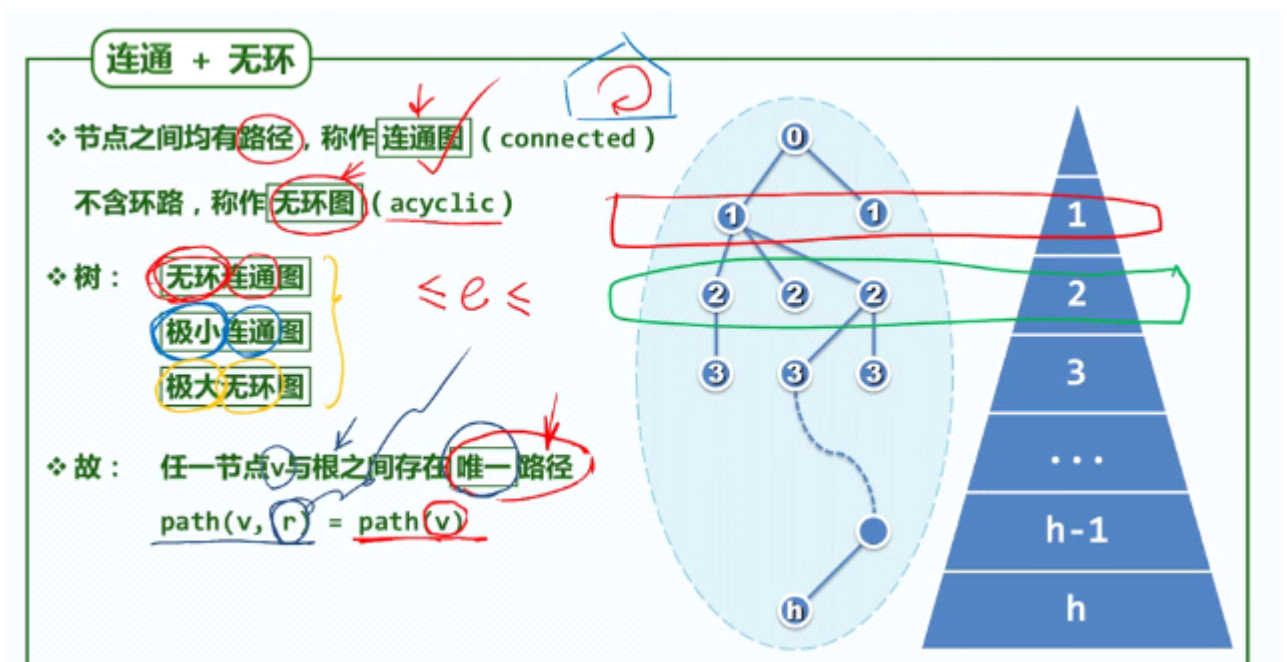 连通 + 无环
❖ 节点之间均有路径，称作 连通图 (connected)
不含环路，称作 无环图 (acyclic)
❖ 树： 无环连通图
极小连通图
极大无环图
≤ e ≤
❖ 故： 任一节点v与根之间存在唯一路径
path(v, r) = path(v)
0
1 1
2 2 2
3 3 3
h
1
2
3
...
h-1
h